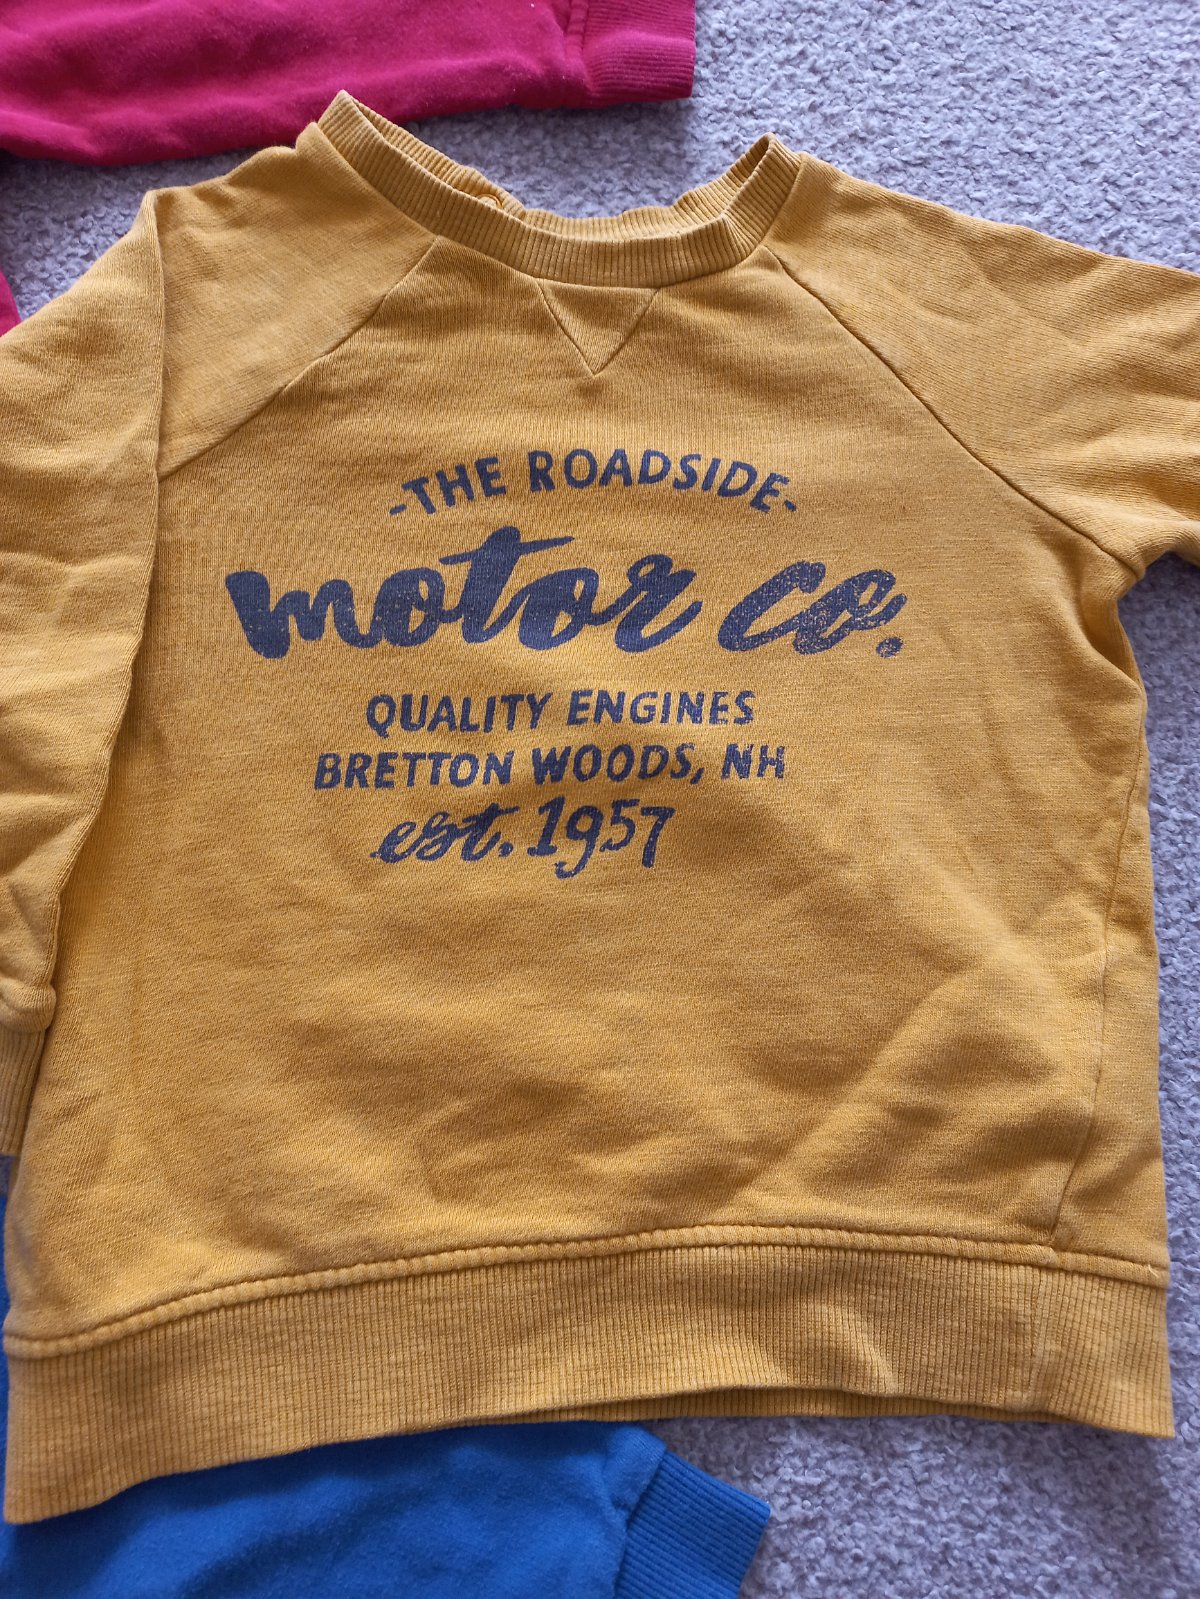 -THE ROADSIDE-
motor co.
QUALITY ENGINES
BRETTON WOODS, NH
est. 1957